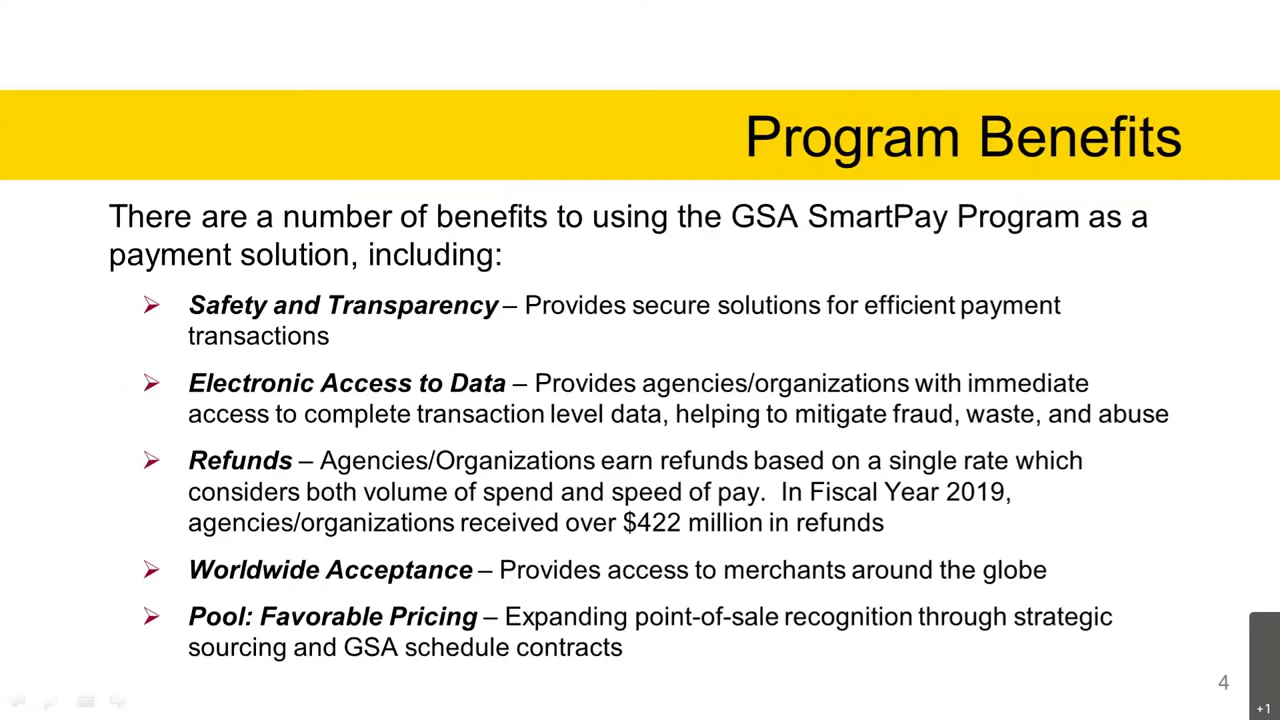 Program Benefits
There are a number of benefits to using the GSA SmartPay Program as a
payment solution, including:
Safety and Transparency – Provides secure solutions for efficient payment
transactions
Electronic Access to Data – Provides agencies/organizations with immediate
access to complete transaction level data, helping to mitigate fraud, waste, and abuse
Refunds – Agencies/Organizations earn refunds based on a single rate which
considers both volume of spend and speed of pay.  In Fiscal Year 2019,
agencies/organizations received over $422 million in refunds
Worldwide Acceptance – Provides access to merchants around the globe
Pool: Favorable Pricing – Expanding point-of-sale recognition through strategic
sourcing and GSA schedule contracts
4
+1